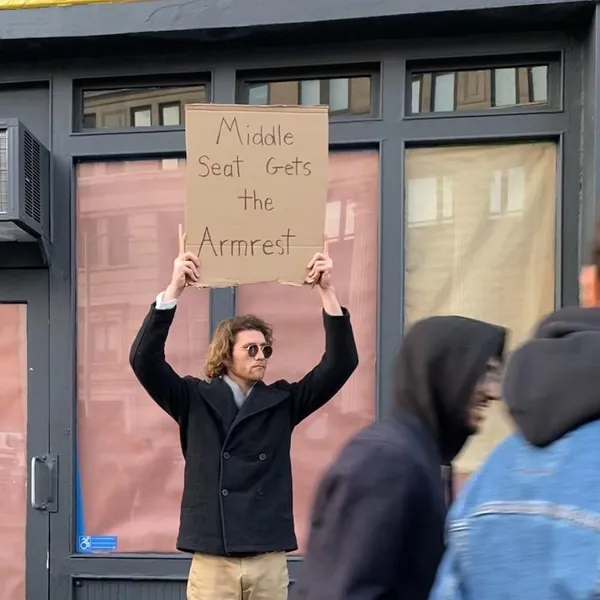 Middle
Seat Gets
the
Armrest